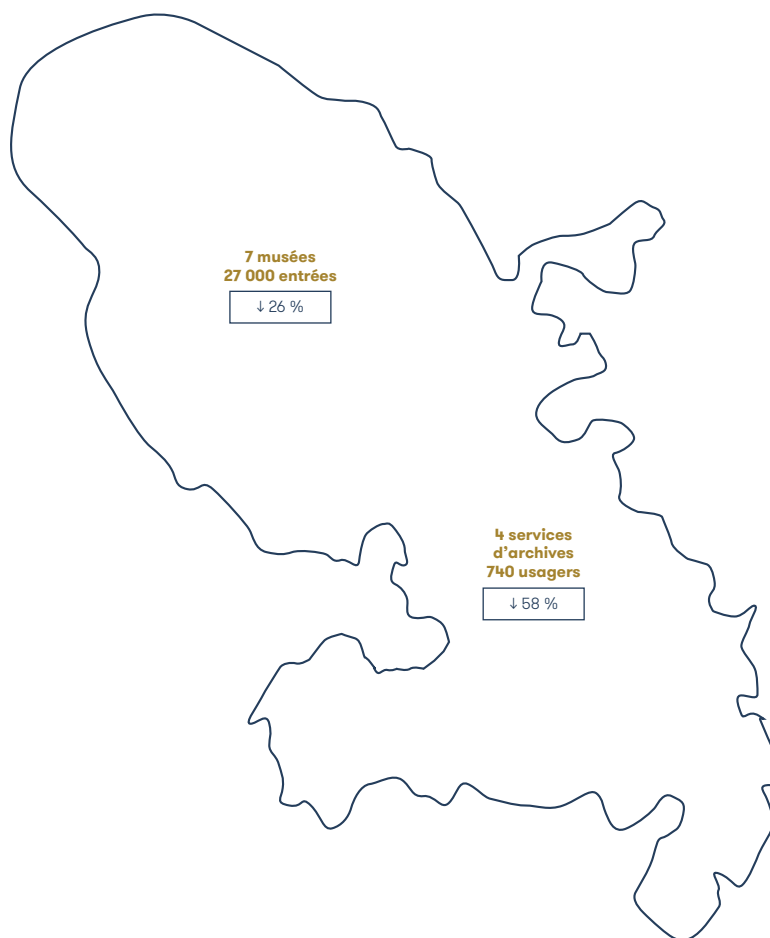 7 musées
27 000 entrées
↓ 26 %
4 services
d'archives
740 usagers
↓ 58 %